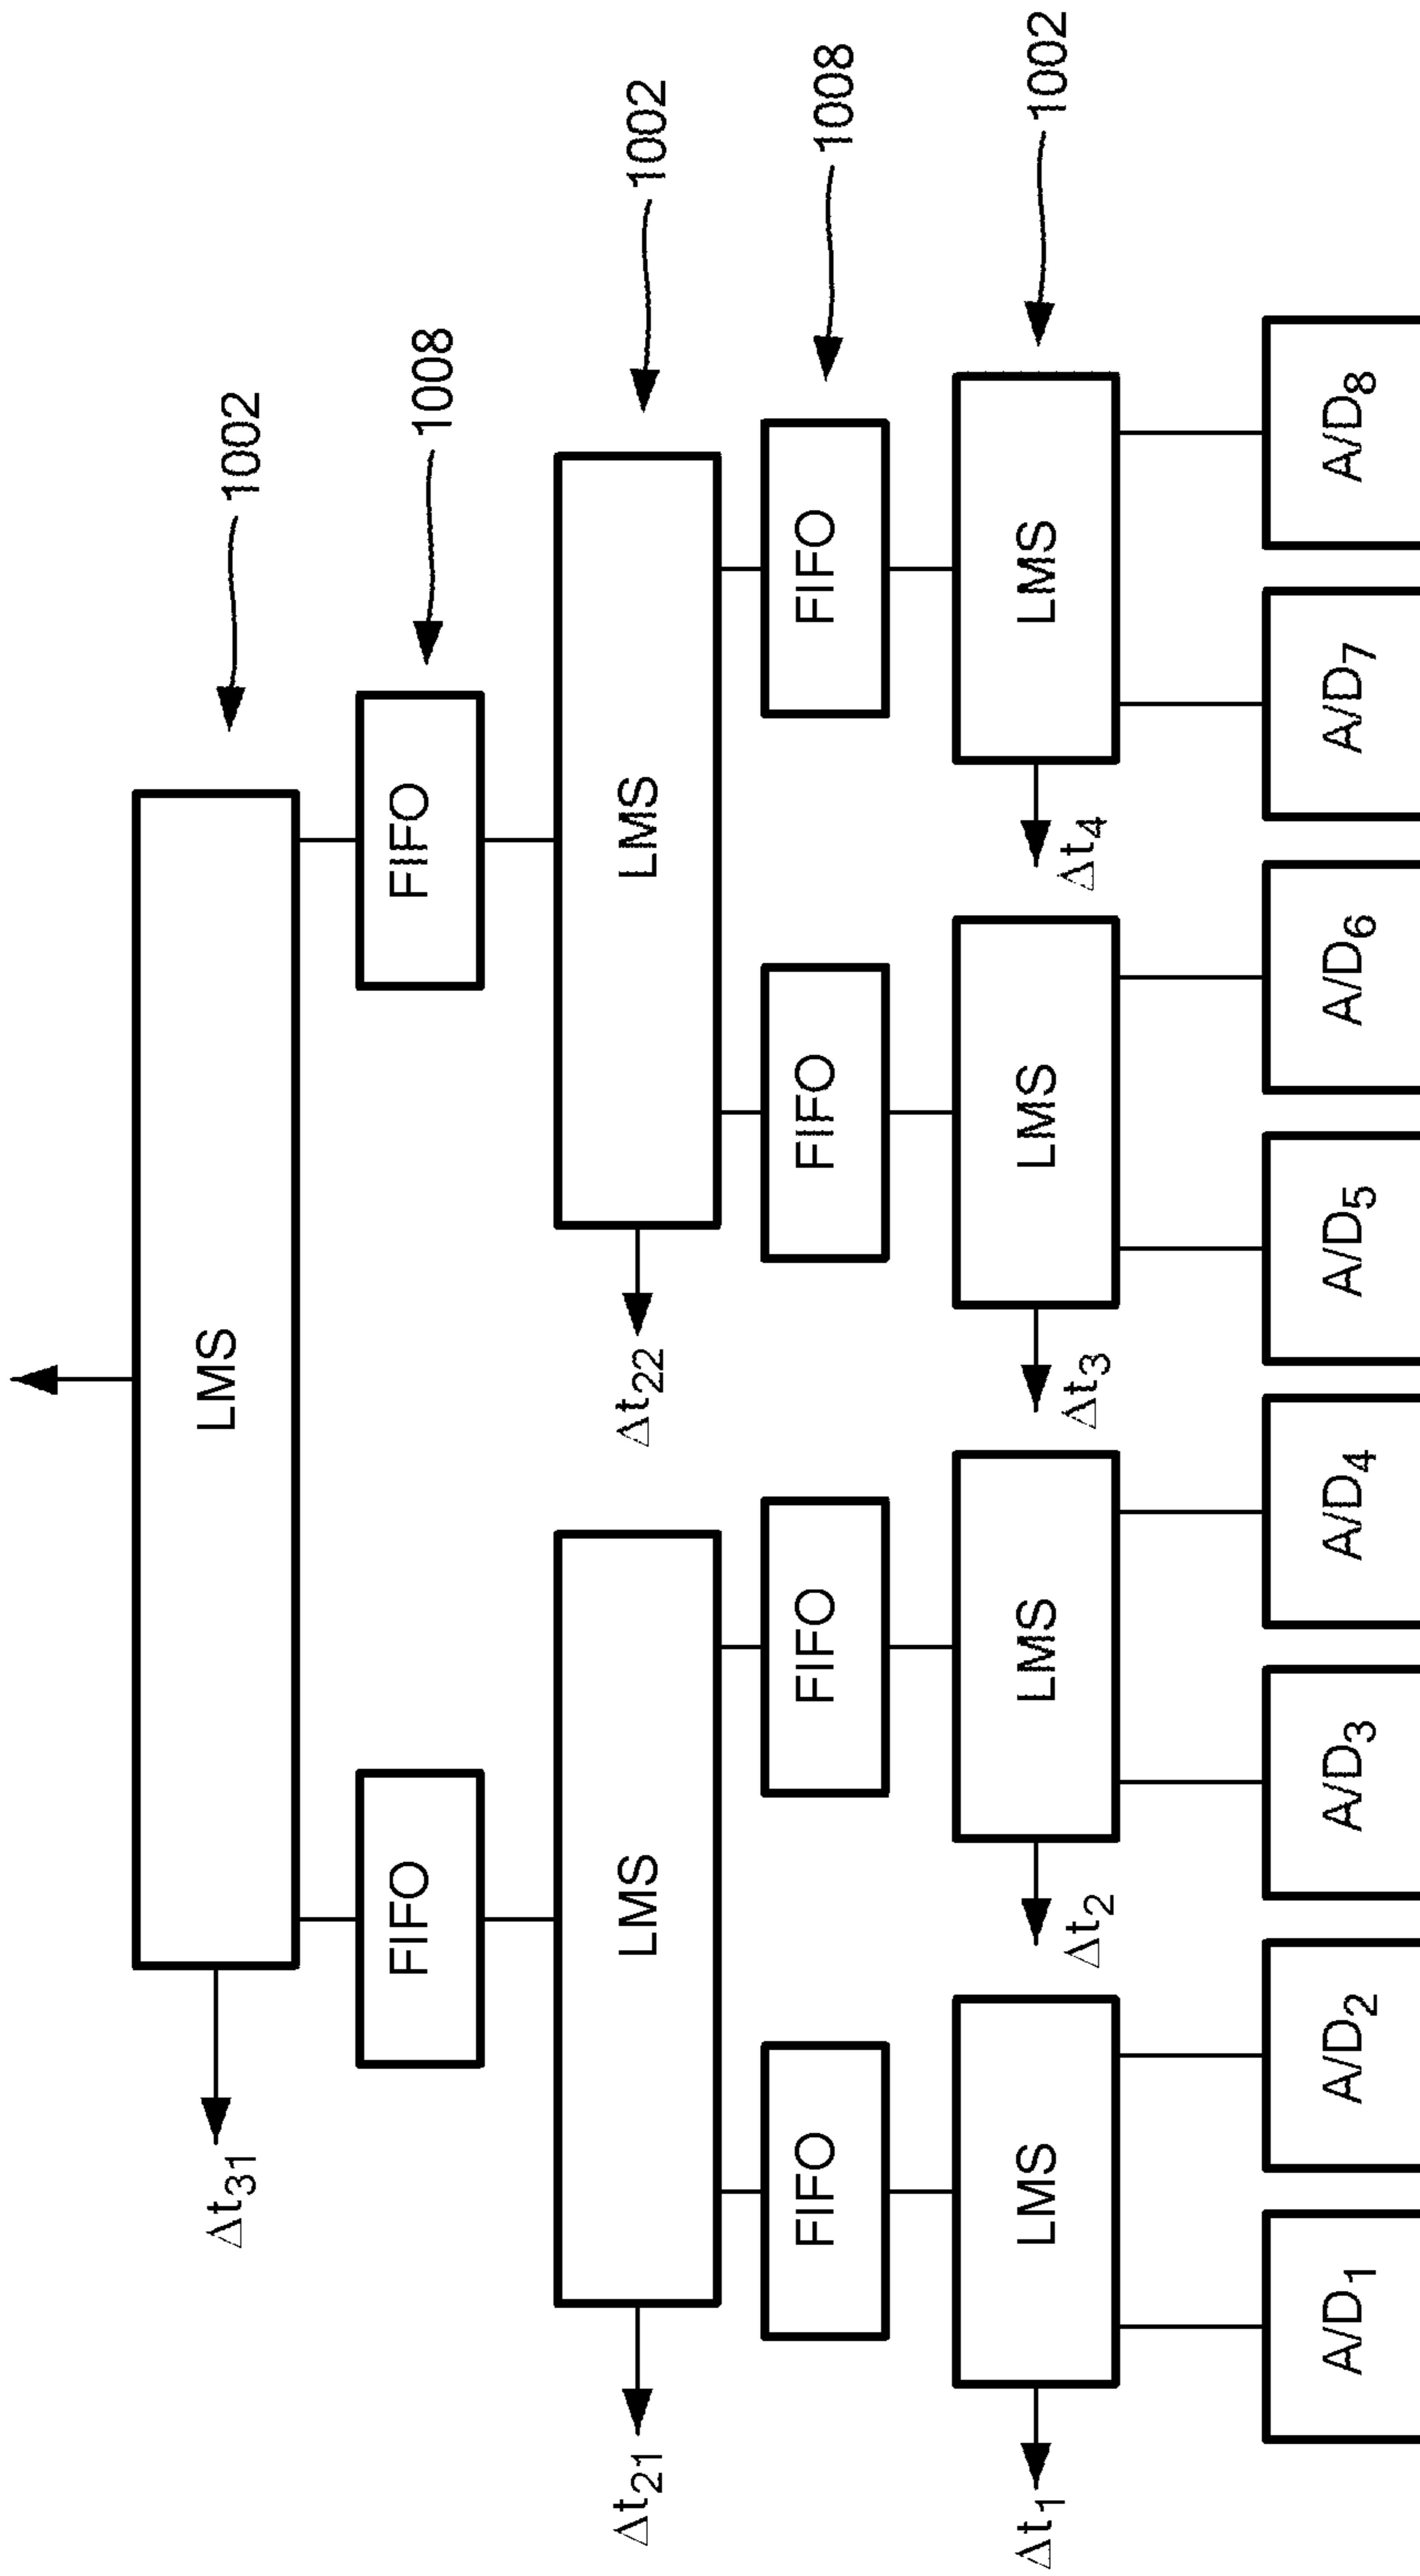 Δt₃₁ LMS 1002
FIFO FIFO 1008
Δt₂₁ LMS Δt₂₂ LMS 1002
FIFO FIFO FIFO FIFO 1008
Δt₁ LMS Δt₂ LMS Δt₃ LMS Δt₄ LMS 1002
A/D₁ A/D₂ A/D₃ A/D₄ A/D₅ A/D₆ A/D₇ A/D₈